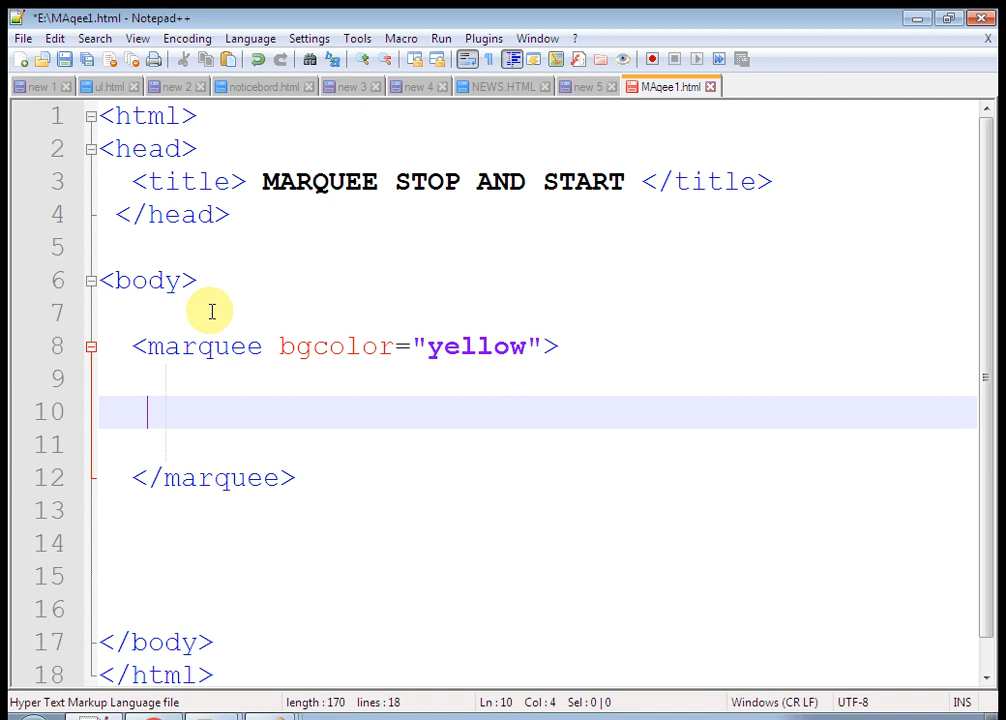 *E:\MAqee1.html - Notepad++
File Edit Search View Encoding Language Settings Tools Macro Run Plugins Window ? X
new 1 ul.html new 2 noticebord.html new 3 new 4 NEWS.HTML new 5 MAqee1.html
1 <html>
2 <head>
3 <title> MARQUEE STOP AND START </title>
4 </head>
5
6 <body>
7
8 <marquee bgcolor="yellow">
9
10
11
12 </marquee>
13
14
15
16
17 </body>
18 </html>
Hyper Text Markup Language file length : 170 lines : 18 Ln : 10 Col : 4 Sel : 0 | 0 Windows (CR LF) UTF-8 INS